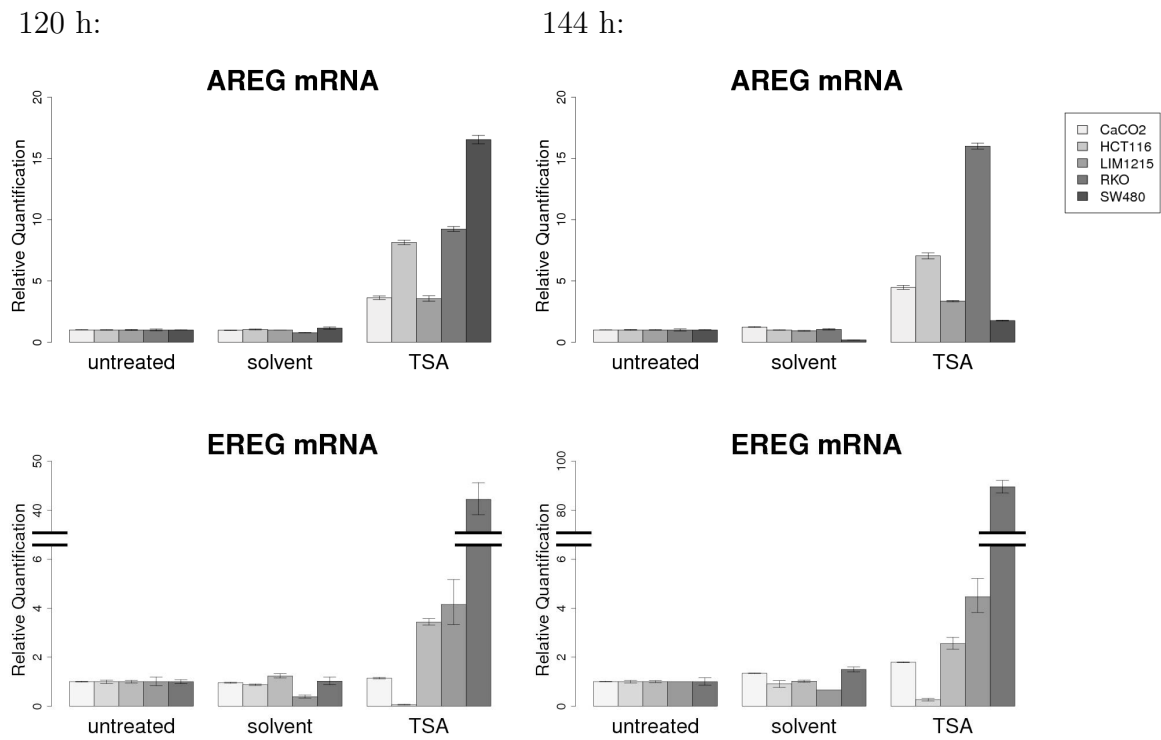 120 h:
144 h:
AREG mRNA
Relative Quantification
20
15
10
5
0
untreated solvent TSA
AREG mRNA
Relative Quantification
20
15
10
5
0
untreated solvent TSA
CaCO2
HCT116
LIM1215
RKO
SW480
EREG mRNA
Relative Quantification
50
40
6
4
2
0
untreated solvent TSA
EREG mRNA
Relative Quantification
100
80
6
4
2
0
untreated solvent TSA